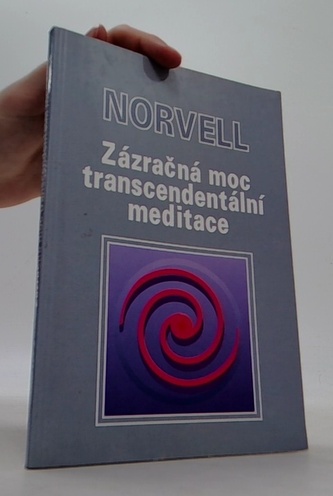 NORVELL
Zázračná moc
transcendentální
meditace